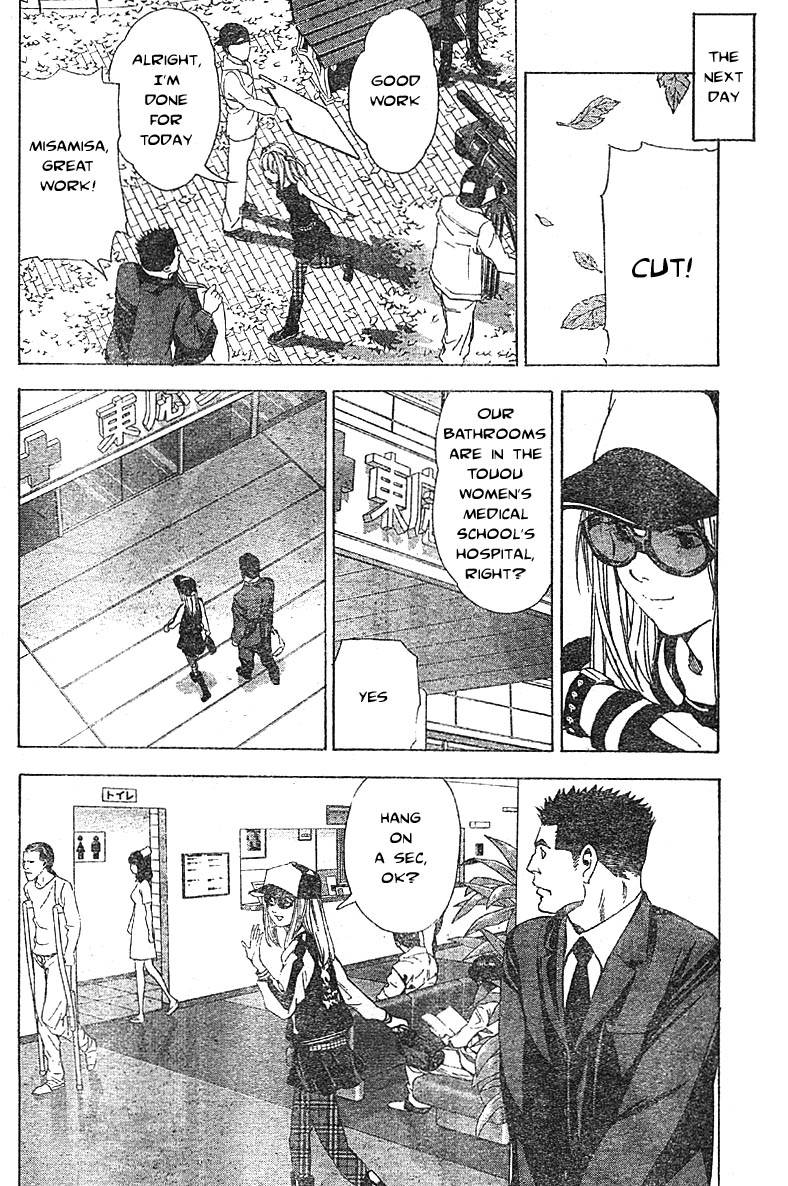 THE
NEXT
DAY
CUT!
GOOD
WORK
ALRIGHT,
I'M
DONE
FOR
TODAY
MISAMISA,
GREAT
WORK!
OUR
BATHROOMS
ARE IN THE
TOUOU
WOMEN'S
MEDICAL
SCHOOL'S
HOSPITAL,
RIGHT?
東応
YES
東応
トイレ
HANG
ON
A SEC,
OK?